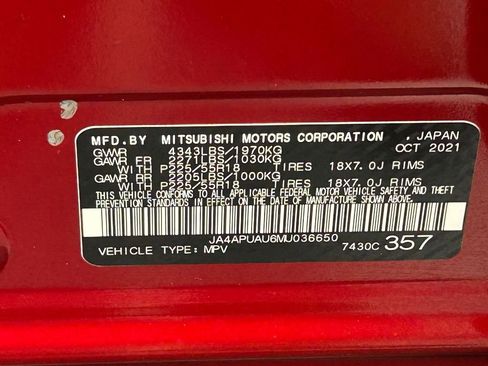 MFD.BY MITSUBISHI MOTORS CORPORATION , JAPAN
GVWR 4343LBS/1970KG OCT 2021
GAWR FR 2271LBS/1030KG
WITH P225/55R18 TIRES 18X7.0J RIMS
GAWR RR 2205LBS/1000KG
WITH P225/55R18 TIRES 18X7.0J RIMS
THIS VEHICLE CONFORMS TO ALL APPLICABLE FEDERAL MOTOR VEHICLE SAFETY AND THEFT
PREVENTION STANDARDS IN EFFECT ON THE DATE OF MANUFACTURE SHOWN ABOVE.
JA4APUAU6MU036650
VEHICLE TYPE: MPV 7430C 357